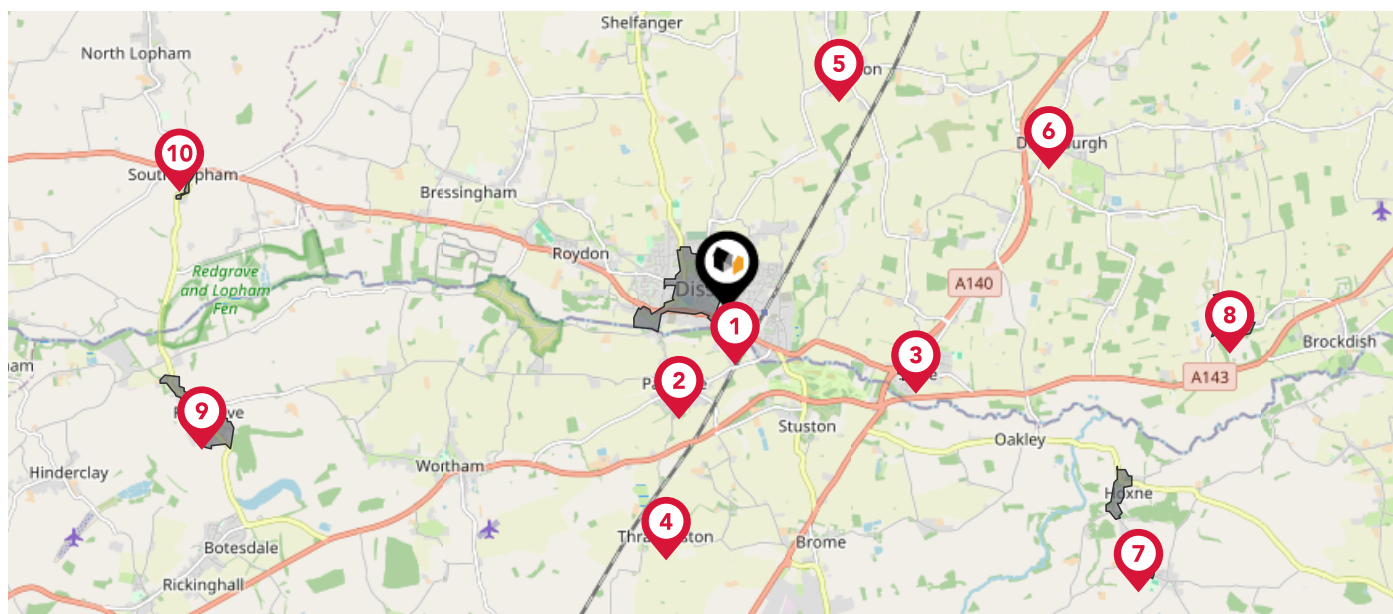 Shelfanger
North Lopham
5
6
10
Bressingham
Roydon
Redgrave
and Lopham
Fen
A140
8
1
3
Brockdish
A143
2
9
Stuston
Oakley
Wortham
Hinderclay
Hoxne
4
Brome
Botesdale
7
Rickinghall